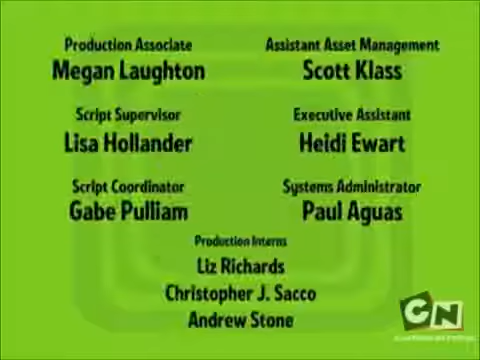 Production Associate
Megan Laughton
Assistant Asset Management
Scott Klass
Script Supervisor
Lisa Hollander
Executive Assistant
Heidi Ewart
Script Coordinator
Gabe Pulliam
Systems Administrator
Paul Aguas
Production Interns
Liz Richards
Christopher J. Sacco
Andrew Stone
CN